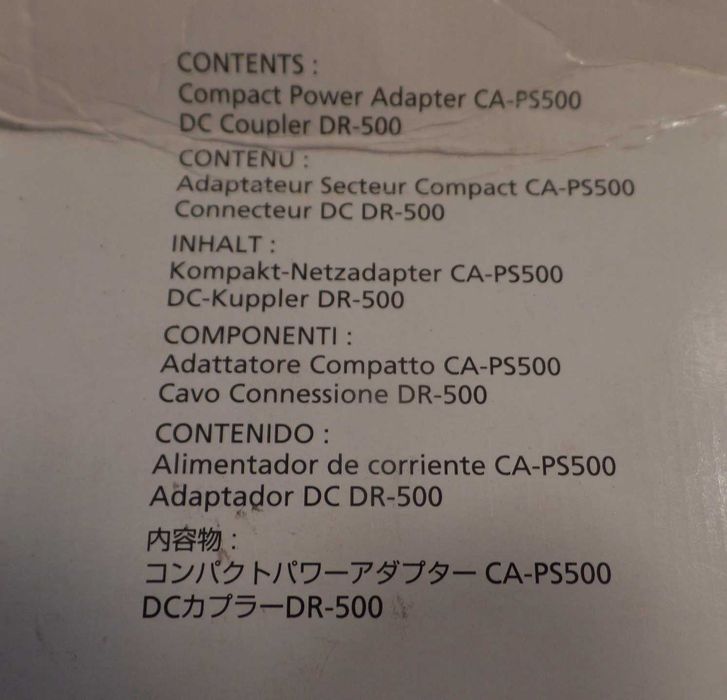 CONTENTS :
Compact Power Adapter CA-PS500
DC Coupler DR-500
CONTENU :
Adaptateur Secteur Compact CA-PS500
Connecteur DC DR-500
INHALT :
Kompakt-Netzadapter CA-PS500
DC-Kuppler DR-500
COMPONENTI :
Adattatore Compatto CA-PS500
Cavo Connessione DR-500
CONTENIDO :
Alimentador de corriente CA-PS500
Adaptador DC DR-500
内容物 :
コンパクトパワーアダプター CA-PS500
DCカプラーDR-500